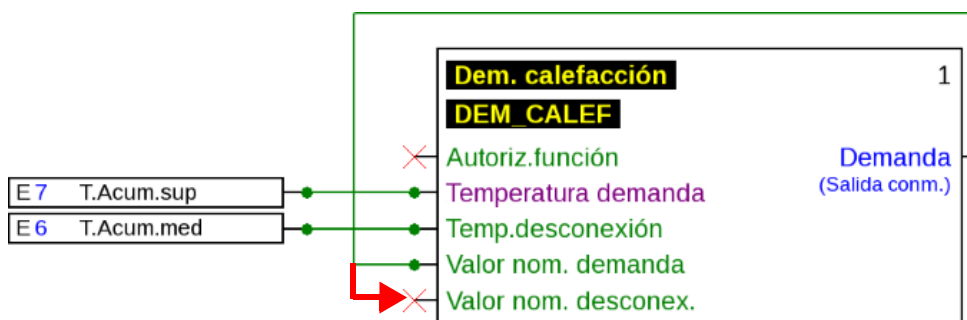 Dem. calefacción 1
DEM_CALEF
Autoriz.función Demanda
(Salida conm.)
E 7 T.Acum.sup Temperatura demanda
E 6 T.Acum.med Temp.desconexión
Valor nom. demanda
Valor nom. desconex.